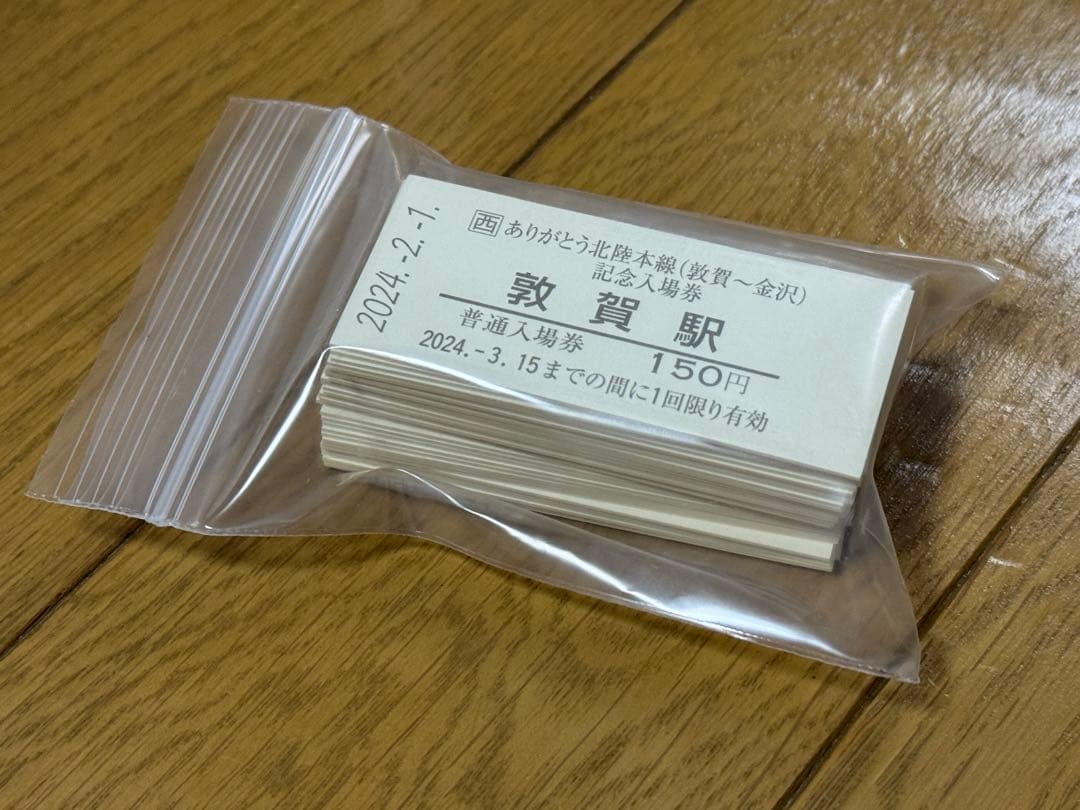 2024.-2.-1.
西 ありがとう北陸本線(敦賀～金沢)
記念入場券
敦賀駅
普通入場券 150円
2024.-3.15までの間に1回限り有効